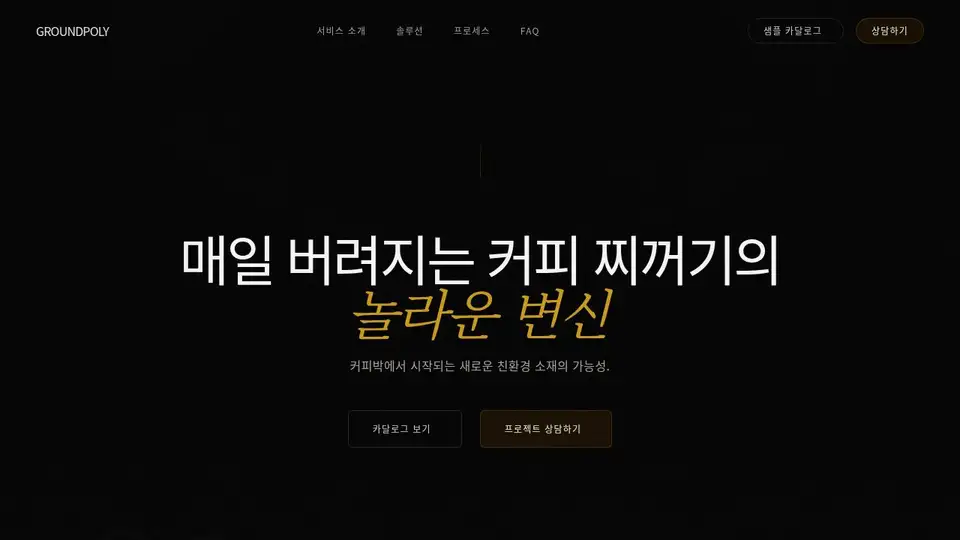 GROUNDPOLY
서비스 소개
솔루션
프로세스
FAQ
샘플 카달로그
상담하기
매일 버려지는 커피 찌꺼기의
놀라운 변신
커피박에서 시작되는 새로운 친환경 소재의 가능성.
카달로그 보기
프로젝트 상담하기